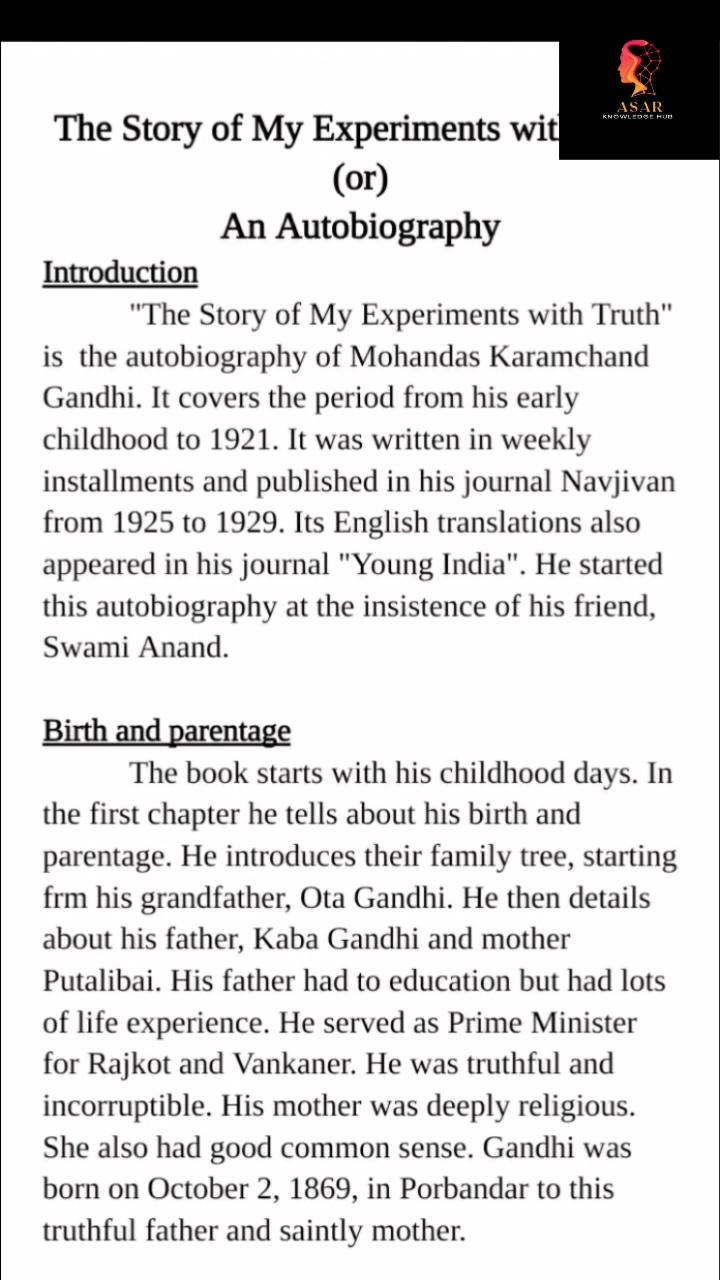 ASAR
KNOWLEDGE HUB
The Story of My Experiments
(or)
An Autobiography
Introduction
"The Story of My Experiments with Truth"
is the autobiography of Mohandas Karamchand
Gandhi. It covers the period from his early
childhood to 1921. It was written in weekly
installments and published in his journal Navjivan
from 1925 to 1929. Its English translations also
appeared in his journal "Young India". He started
this autobiography at the insistence of his friend,
Swami Anand.
Birth and parentage
The book starts with his childhood days. In
the first chapter he tells about his birth and
parentage. He introduces their family tree, starting
frm his grandfather, Ota Gandhi. He then details
about his father, Kaba Gandhi and mother
Putalibai. His father had to education but had lots
of life experience. He served as Prime Minister
for Rajkot and Vankaner. He was truthful and
incorruptible. His mother was deeply religious.
She also had good common sense. Gandhi was
born on October 2, 1869, in Porbandar to this
truthful father and saintly mother.